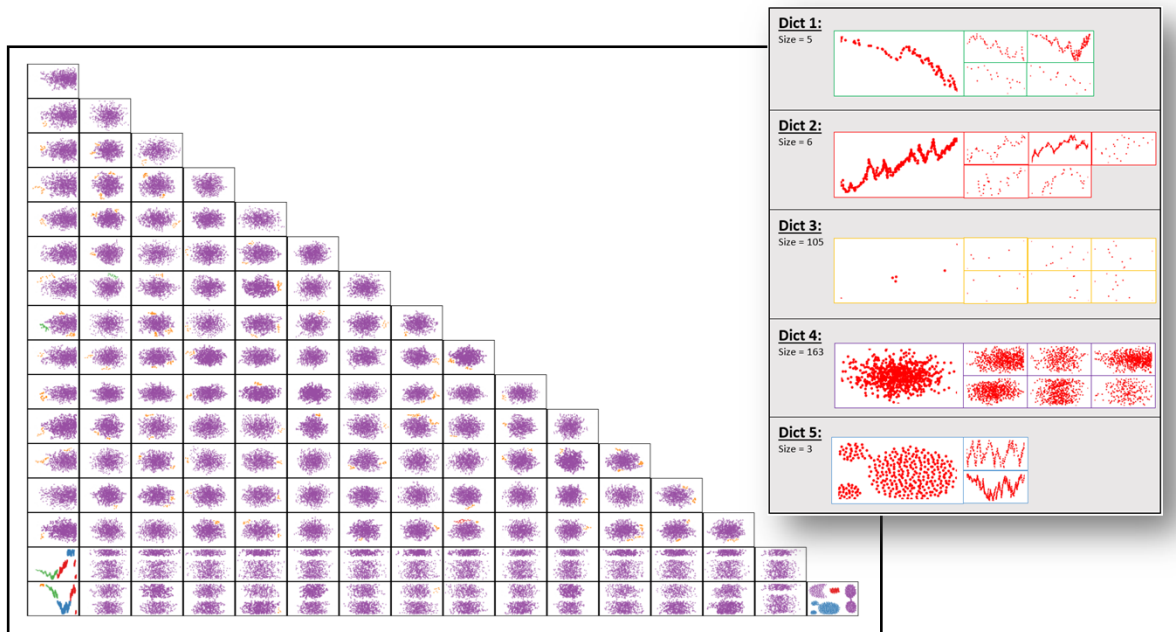 Dict 1:
Size = 5
Dict 2:
Size = 6
Dict 3:
Size = 105
Dict 4:
Size = 163
Dict 5:
Size = 3